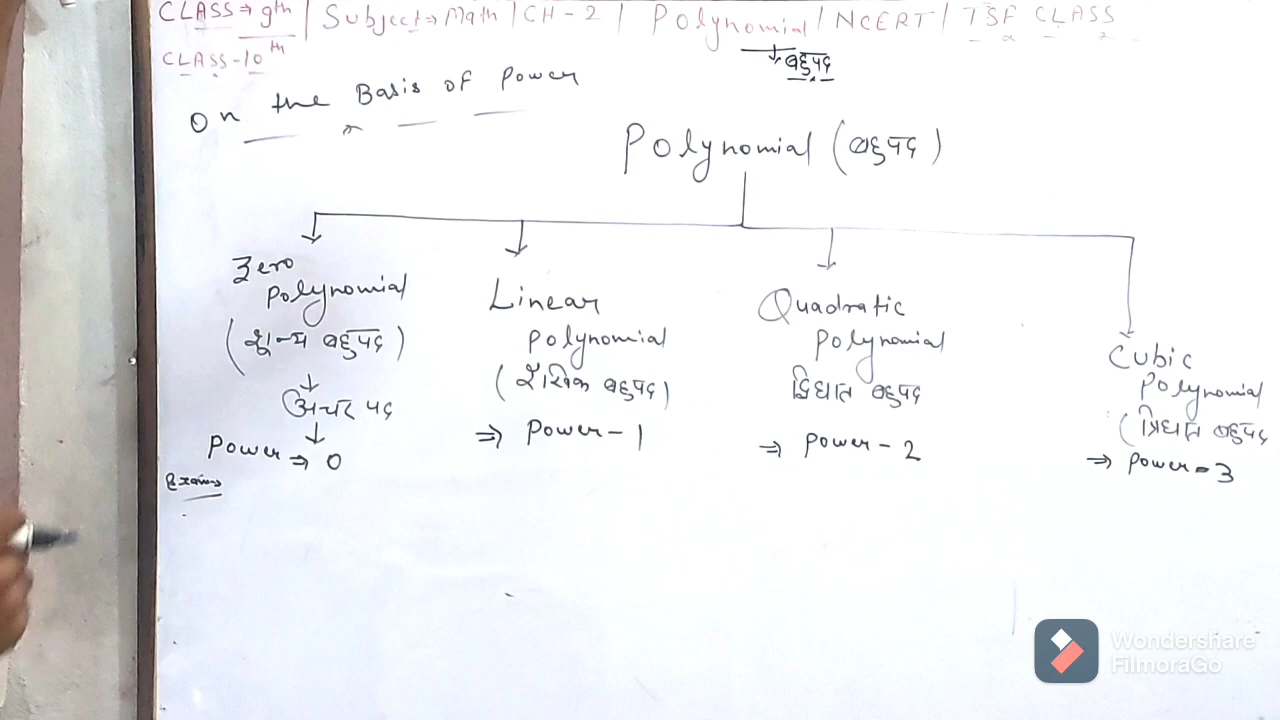 CLASS → 9th | Subject → Math | CH-2 | Polynomial | NCERT | TSF CLASS
CLASS-10th
↓ बहुपद
On the Basis of Power
Polynomial (बहुपद)
Zero
Polynomial
(शून्य बहुपद)
↓
अचर पद
↓
Power ⇒ 0
Linear
Polynomial
(रैखिक बहुपद)
⇒ Power - 1
Quadratic
Polynomial
द्विघात बहुपद
⇒ Power - 2
Cubic
Polynomial
(त्रिघात बहुपद
⇒ Power = 3
Wondershare
FilmoraGo